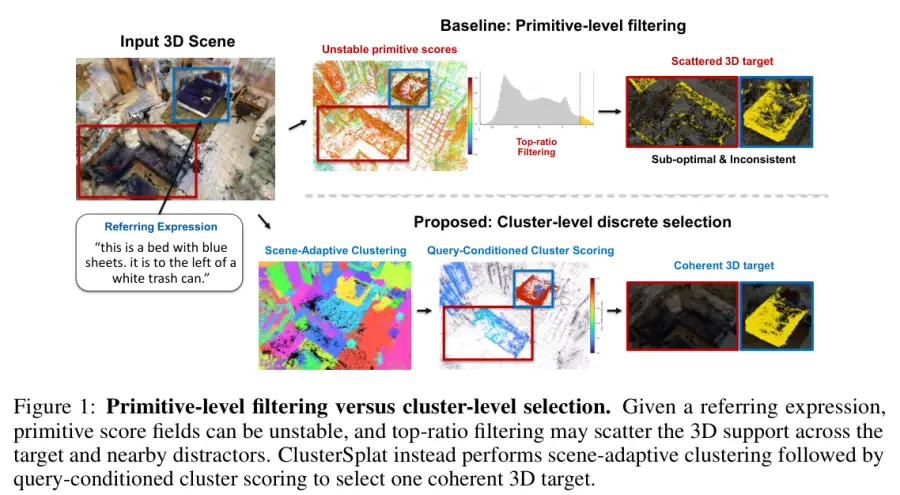 Baseline: Primitive-level filtering
Input 3D Scene
Unstable primitive scores
Scattered 3D target
Top-ratio
Filtering
Sub-optimal & Inconsistent
Proposed: Cluster-level discrete selection
Referring Expression
“this is a bed with blue
sheets. it is to the left of a
white trash can.”
Scene-Adaptive Clustering
Query-Conditioned Cluster Scoring
Coherent 3D target
Figure 1: Primitive-level filtering versus cluster-level selection. Given a referring expression,
primitive score fields can be unstable, and top-ratio filtering may scatter the 3D support across the
target and nearby distractors. ClusterSplat instead performs scene-adaptive clustering followed by
query-conditioned cluster scoring to select one coherent 3D target.